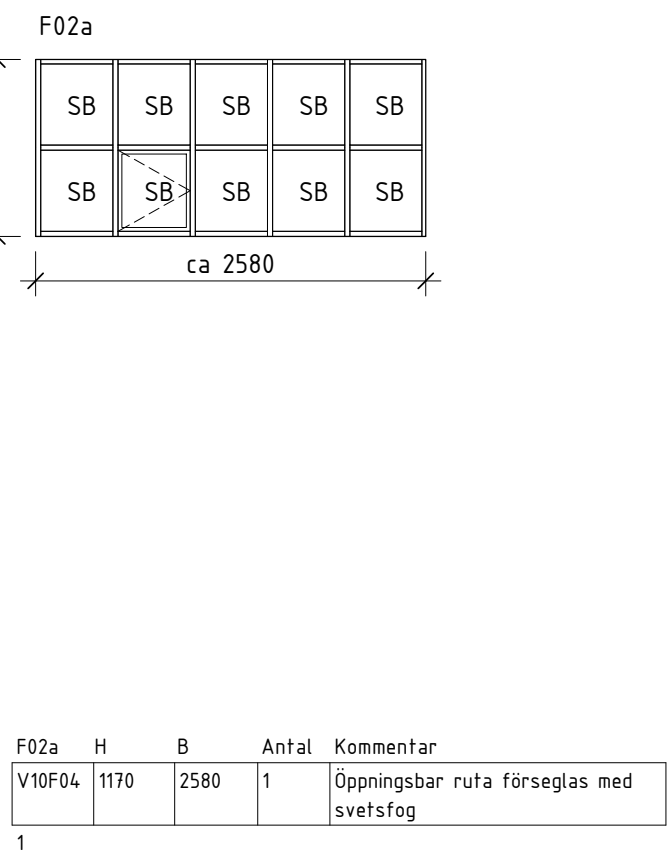 F02a
SB SB SB SB SB
SB SB SB SB SB
ca 2580
F02a H B Antal Kommentar
V10F04 1170 2580 1 Öppningsbar ruta förseglas med
svetsfog
1